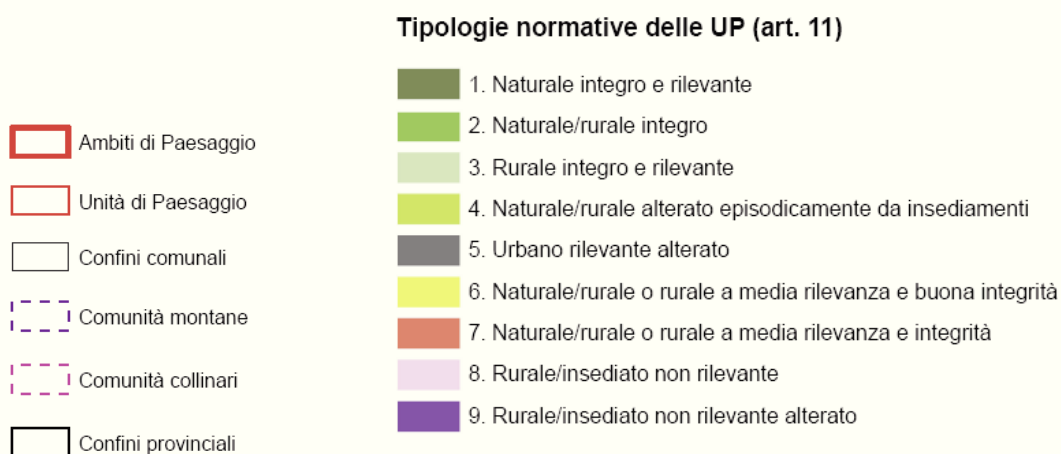 Tipologie normative delle UP (art. 11)
Ambiti di Paesaggio
Unità di Paesaggio
Confini comunali
Comunità montane
Comunità collinari
Confini provinciali
1. Naturale integro e rilevante
2. Naturale/rurale integro
3. Rurale integro e rilevante
4. Naturale/rurale alterato episodicamente da insediamenti
5. Urbano rilevante alterato
6. Naturale/rurale o rurale a media rilevanza e buona integrità
7. Naturale/rurale o rurale a media rilevanza e integrità
8. Rurale/insediato non rilevante
9. Rurale/insediato non rilevante alterato